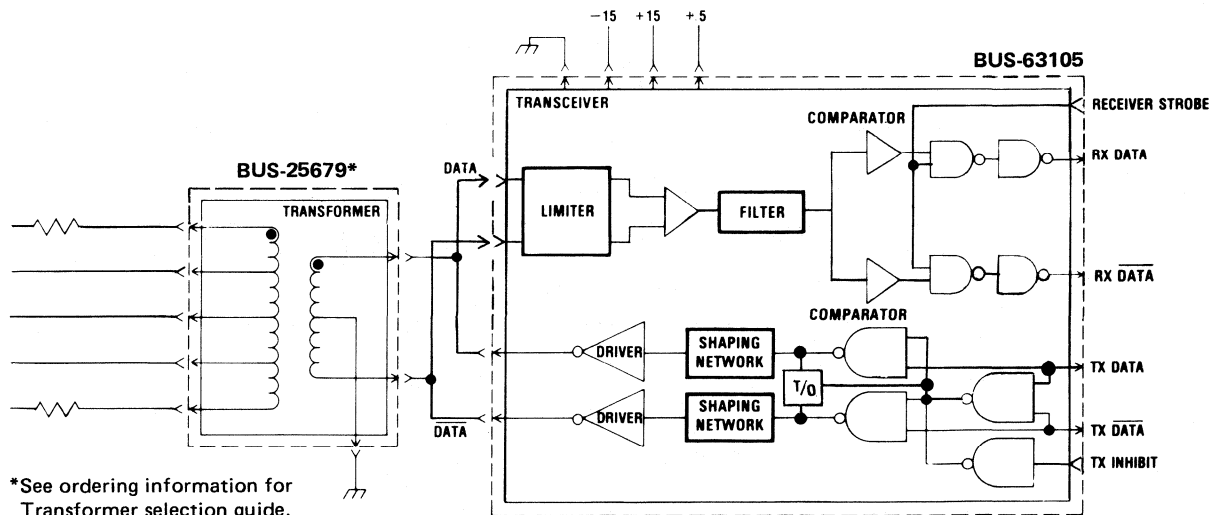 −15 +15 +5
BUS-63105
TRANSCEIVER
COMPARATOR
RECEIVER STROBE
RX DATA
BUS-25679*
DATA
TRANSFORMER
LIMITER
FILTER
RX DATA
COMPARATOR
DRIVER
SHAPING
NETWORK
TX DATA
T/O
DRIVER
SHAPING
NETWORK
DATA
TX DATA
TX INHIBIT
*See ordering information for
Transformer selection guide.